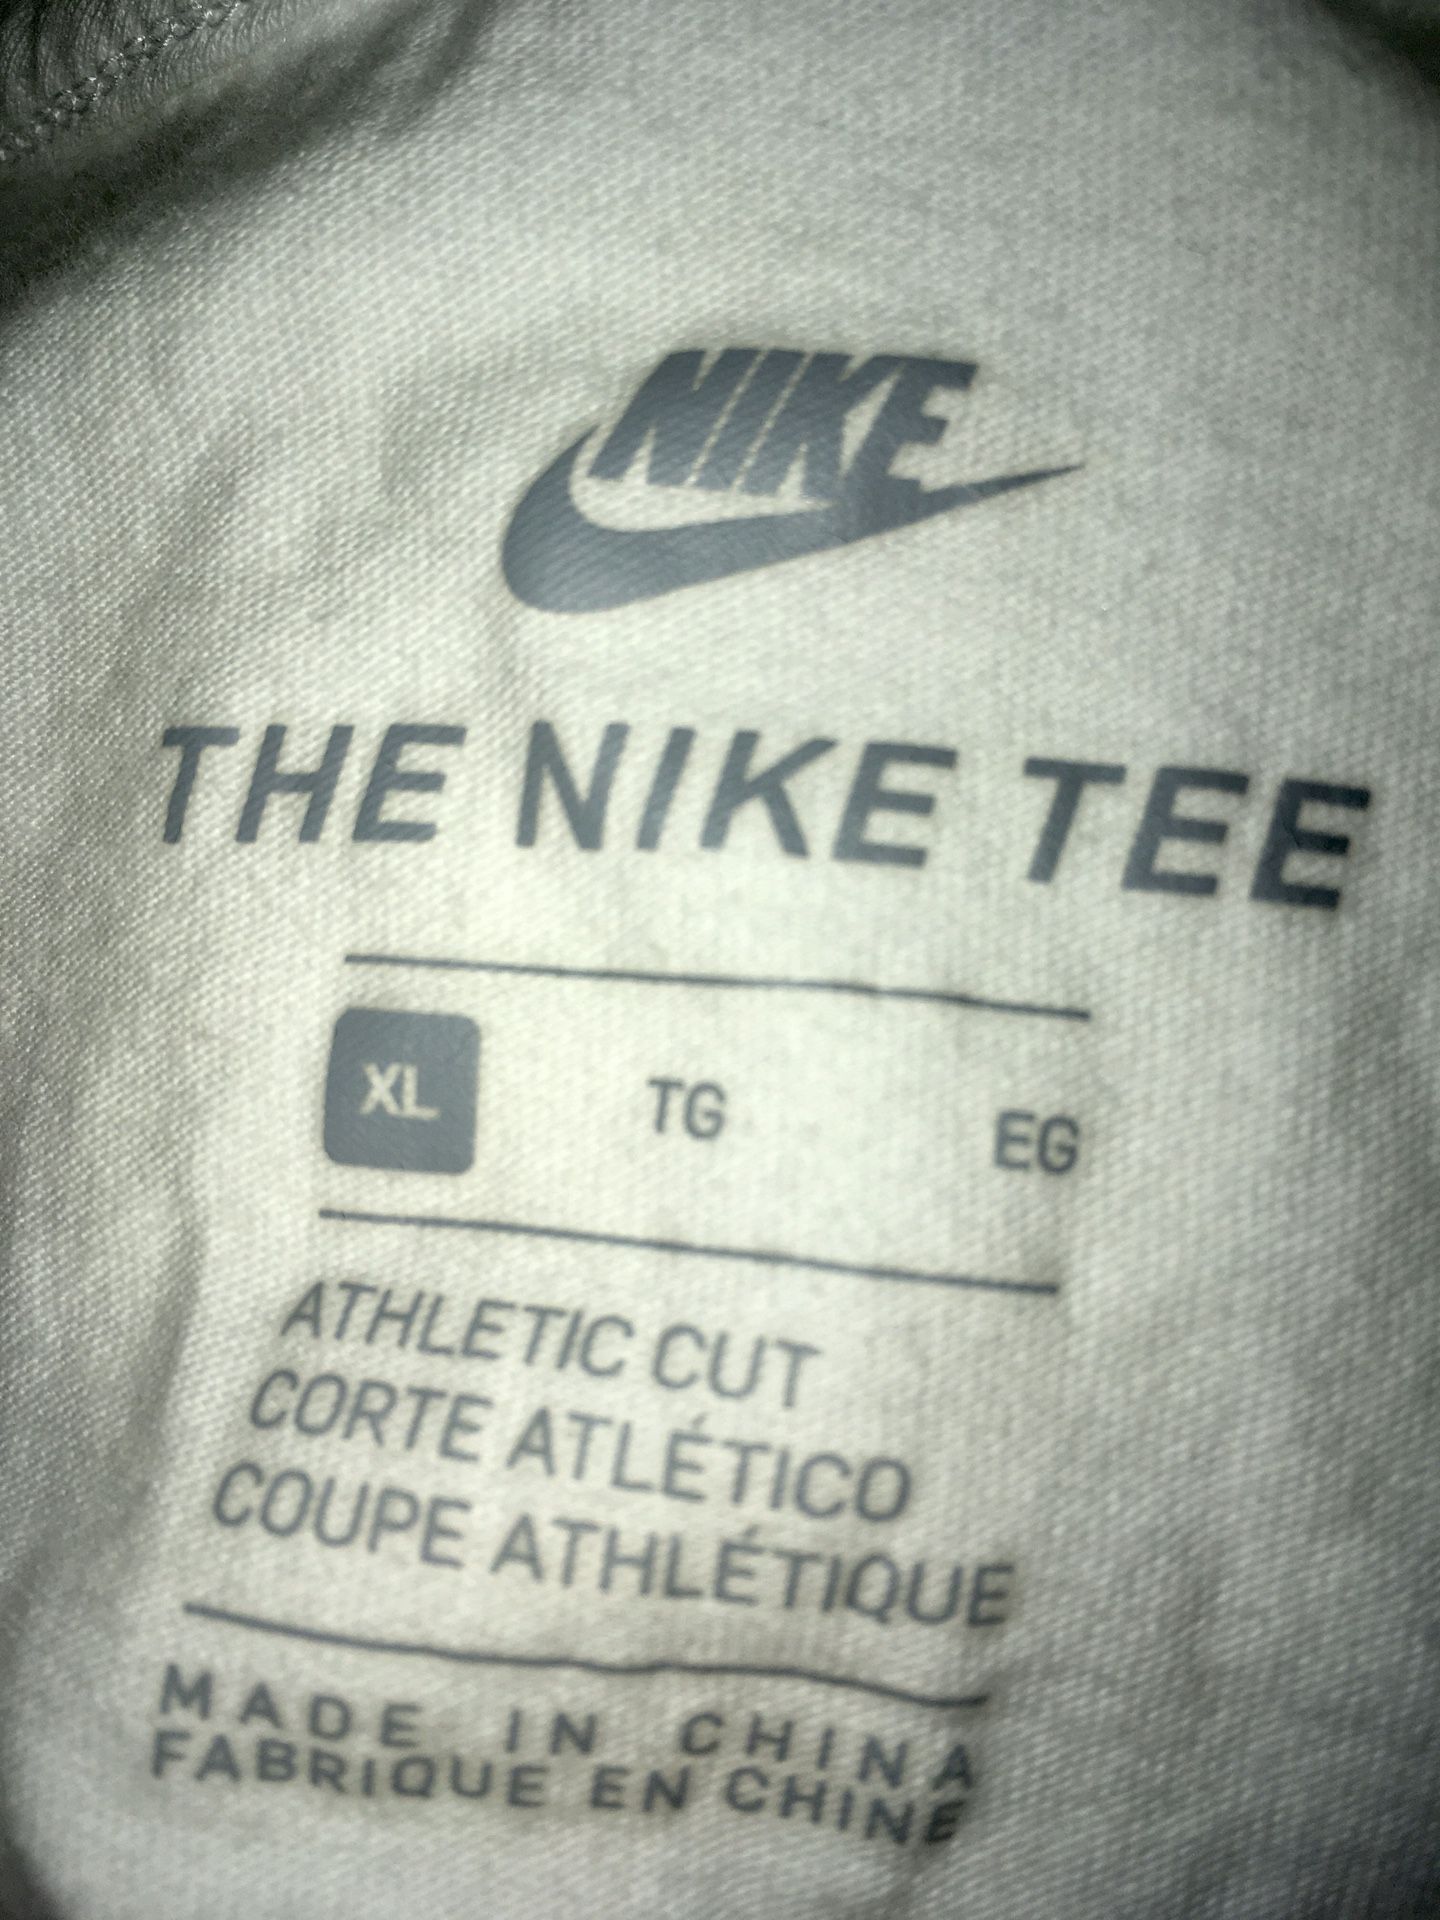 NIKE
THE NIKE TEE
XL TG EG
ATHLETIC CUT
CORTE ATLÉTICO
COUPE ATHLÉTIQUE
MADE IN CHINA
FABRIQUE EN CHINE